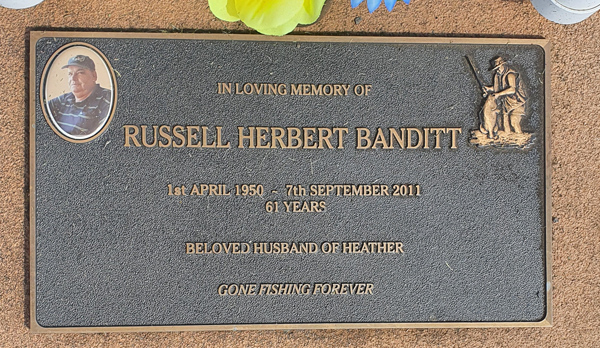 IN LOVING MEMORY OF
RUSSELL HERBERT BANDITT
1st APRIL 1950 ~ 7th SEPTEMBER 2011
61 YEARS
BELOVED HUSBAND OF HEATHER
GONE FISHING FOREVER